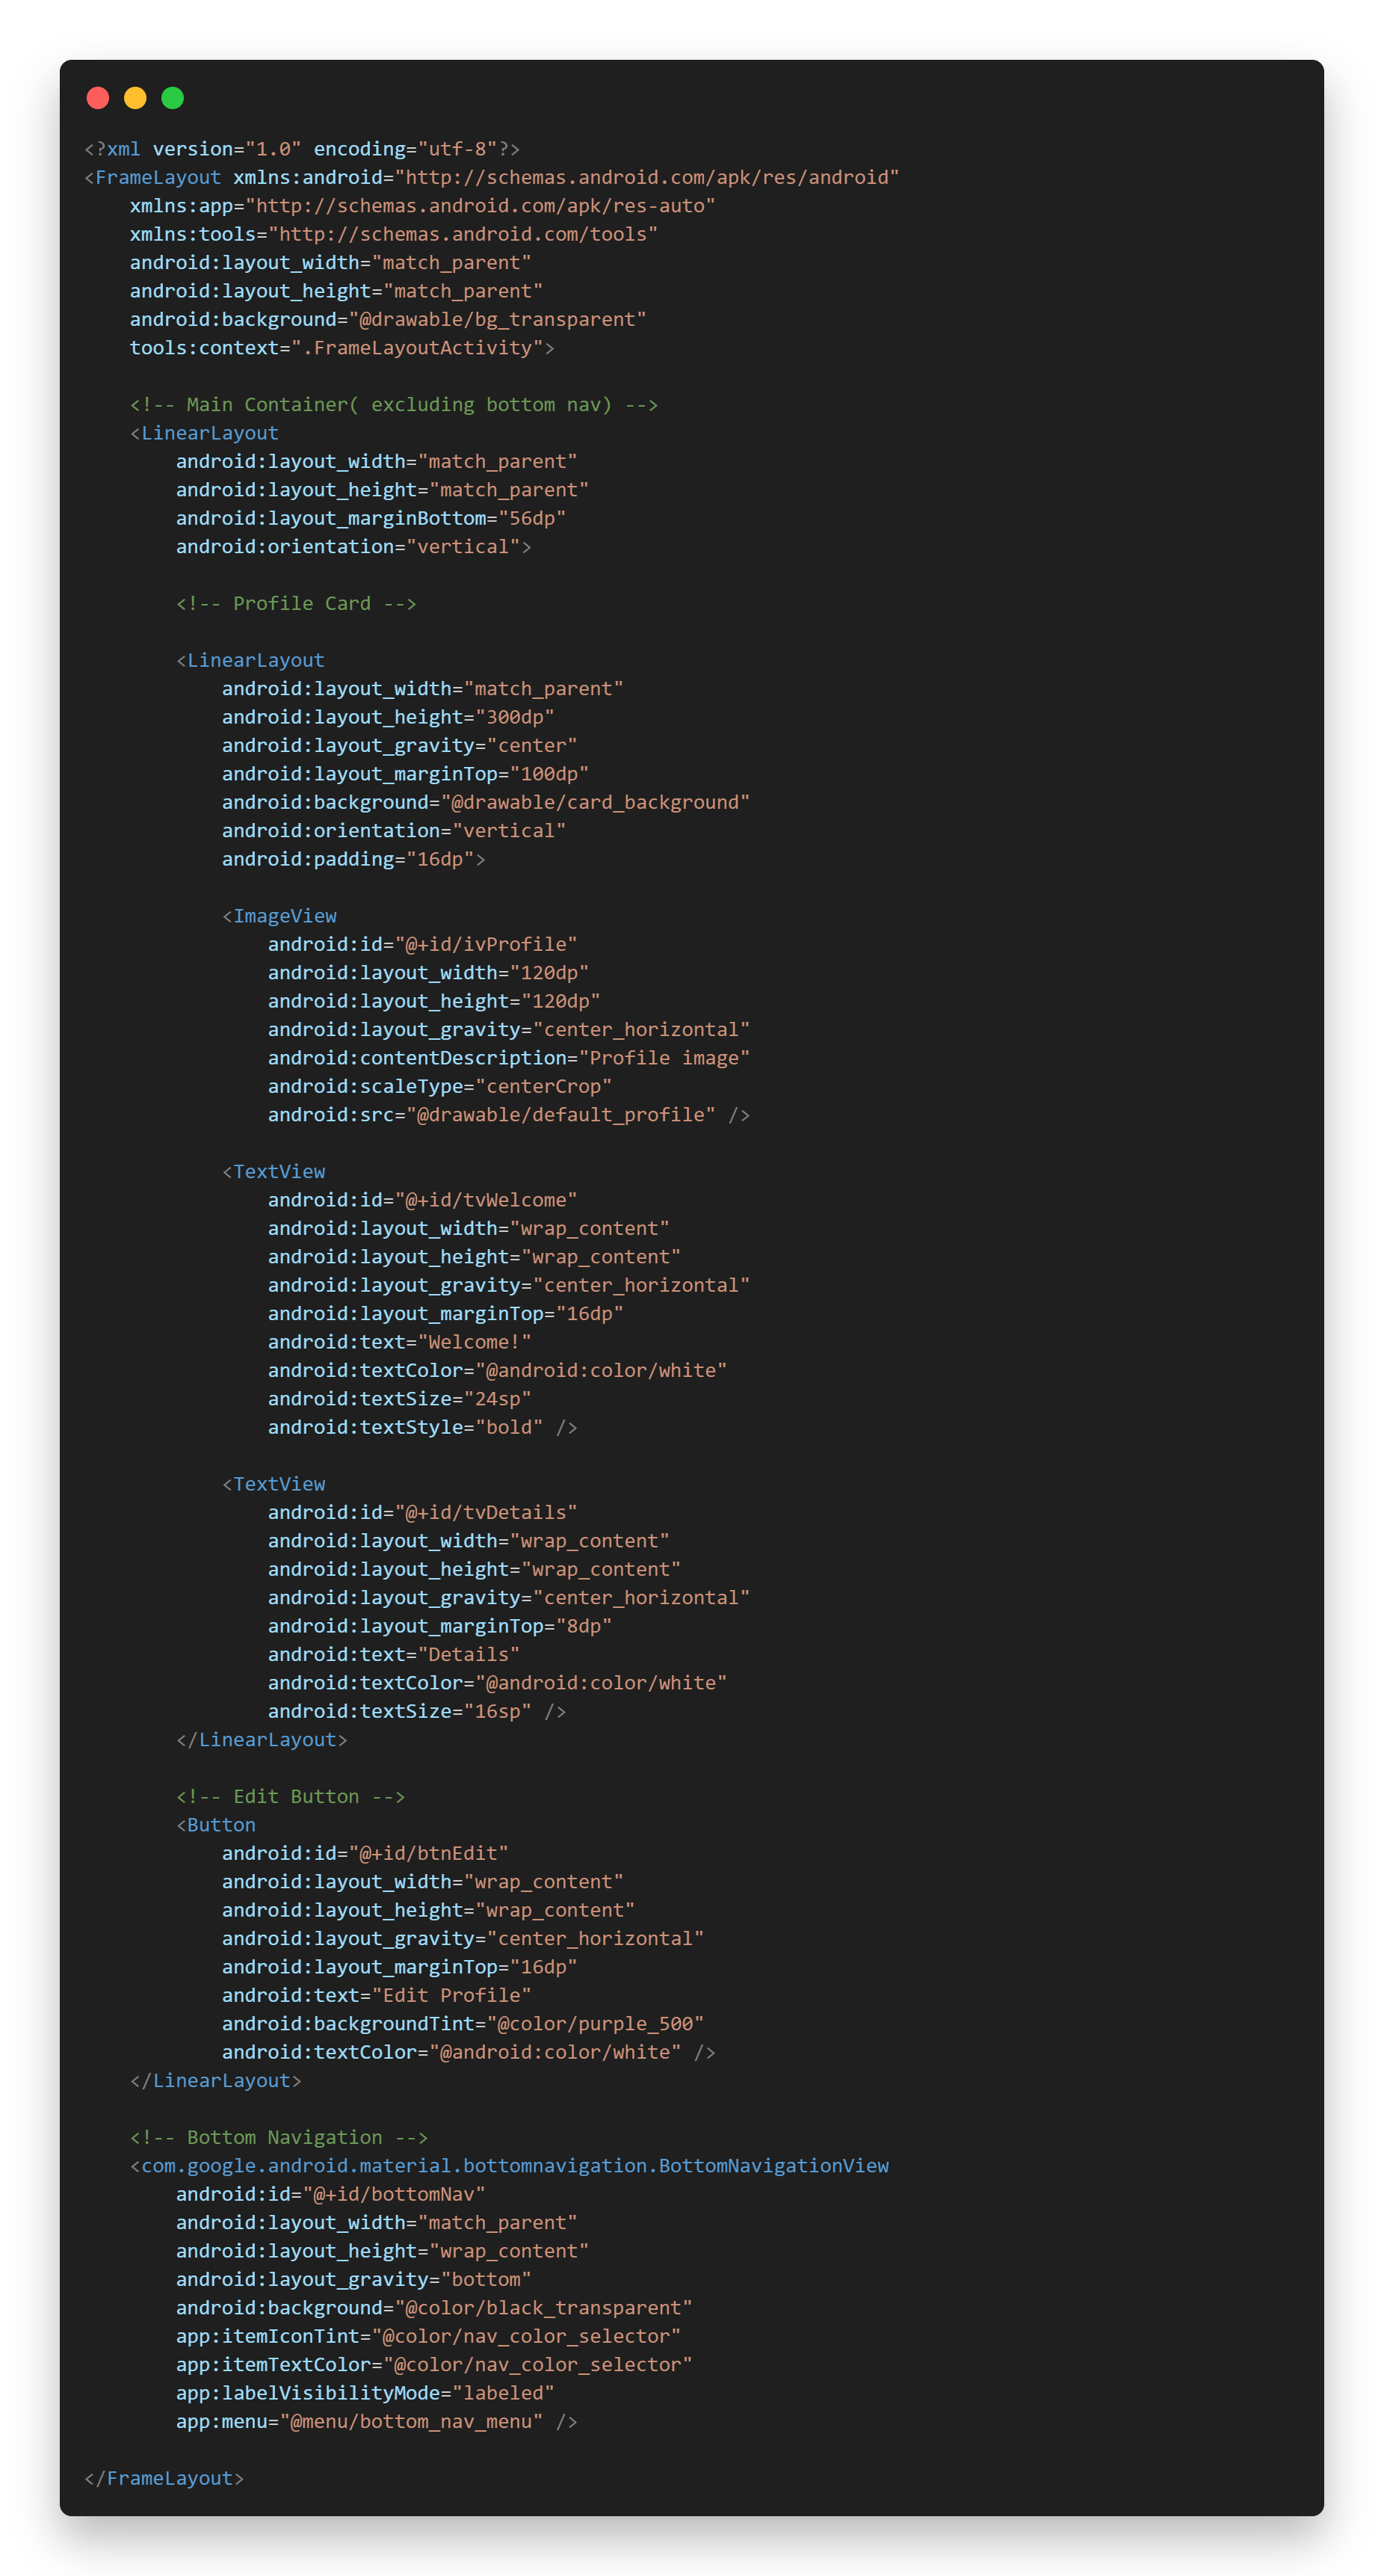 <?xml version="1.0" encoding="utf-8"?>
<FrameLayout xmlns:android="http://schemas.android.com/apk/res/android"
    xmlns:app="http://schemas.android.com/apk/res-auto"
    xmlns:tools="http://schemas.android.com/tools"
    android:layout_width="match_parent"
    android:layout_height="match_parent"
    android:background="@drawable/bg_transparent"
    tools:context=".FrameLayoutActivity">

    <!-- Main Container( excluding bottom nav) -->
    <LinearLayout
        android:layout_width="match_parent"
        android:layout_height="match_parent"
        android:layout_marginBottom="56dp"
        android:orientation="vertical">

        <!-- Profile Card -->

        <LinearLayout
            android:layout_width="match_parent"
            android:layout_height="300dp"
            android:layout_gravity="center"
            android:layout_marginTop="100dp"
            android:background="@drawable/card_background"
            android:orientation="vertical"
            android:padding="16dp">

            <ImageView
                android:id="@+id/ivProfile"
                android:layout_width="120dp"
                android:layout_height="120dp"
                android:layout_gravity="center_horizontal"
                android:contentDescription="Profile image"
                android:scaleType="centerCrop"
                android:src="@drawable/default_profile" />

            <TextView
                android:id="@+id/tvWelcome"
                android:layout_width="wrap_content"
                android:layout_height="wrap_content"
                android:layout_gravity="center_horizontal"
                android:layout_marginTop="16dp"
                android:text="Welcome!"
                android:textColor="@android:color/white"
                android:textSize="24sp"
                android:textStyle="bold" />

            <TextView
                android:id="@+id/tvDetails"
                android:layout_width="wrap_content"
                android:layout_height="wrap_content"
                android:layout_gravity="center_horizontal"
                android:layout_marginTop="8dp"
                android:text="Details"
                android:textColor="@android:color/white"
                android:textSize="16sp" />
        </LinearLayout>

        <!-- Edit Button -->
        <Button
            android:id="@+id/btnEdit"
            android:layout_width="wrap_content"
            android:layout_height="wrap_content"
            android:layout_gravity="center_horizontal"
            android:layout_marginTop="16dp"
            android:text="Edit Profile"
            android:backgroundTint="@color/purple_500"
            android:textColor="@android:color/white" />
    </LinearLayout>

    <!-- Bottom Navigation -->
    <com.google.android.material.bottomnavigation.BottomNavigationView
        android:id="@+id/bottomNav"
        android:layout_width="match_parent"
        android:layout_height="wrap_content"
        android:layout_gravity="bottom"
        android:background="@color/black_transparent"
        app:itemIconTint="@color/nav_color_selector"
        app:itemTextColor="@color/nav_color_selector"
        app:labelVisibilityMode="labeled"
        app:menu="@menu/bottom_nav_menu" />

</FrameLayout>